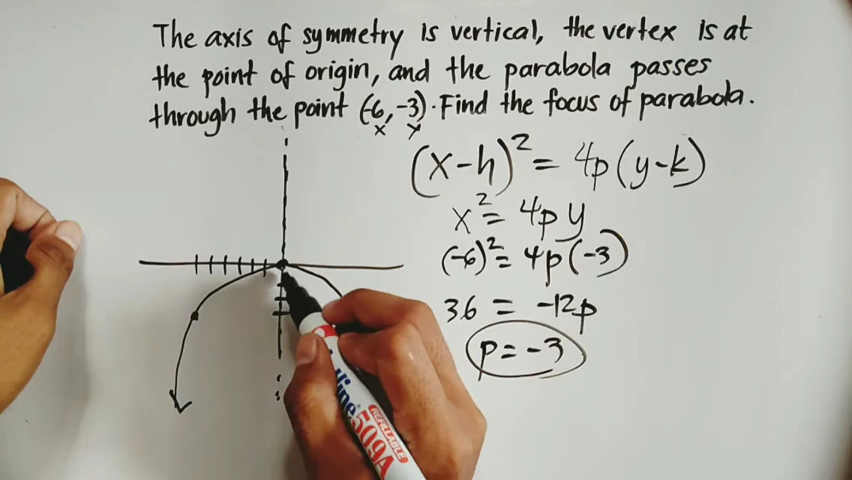 The axis of symmetry is vertical, the vertex is at
the point of origin, and the parabola passes
through the point (-6, -3). Find the focus of parabola.
x y
(x-h)² = 4p(y-k)
x² = 4py
(-6)² = 4p(-3)
36 = -12p
p = -3
509A
REFILLABLE